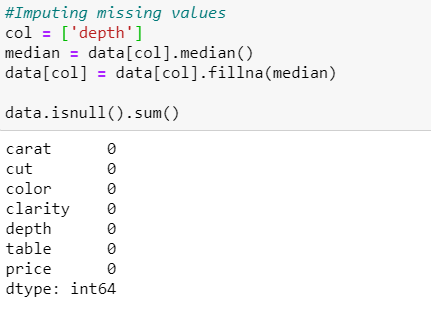 #Imputing missing values
col = ['depth']
median = data[col].median()
data[col] = data[col].fillna(median)
data.isnull().sum()
carat 0
cut 0
color 0
clarity 0
depth 0
table 0
price 0
dtype: int64